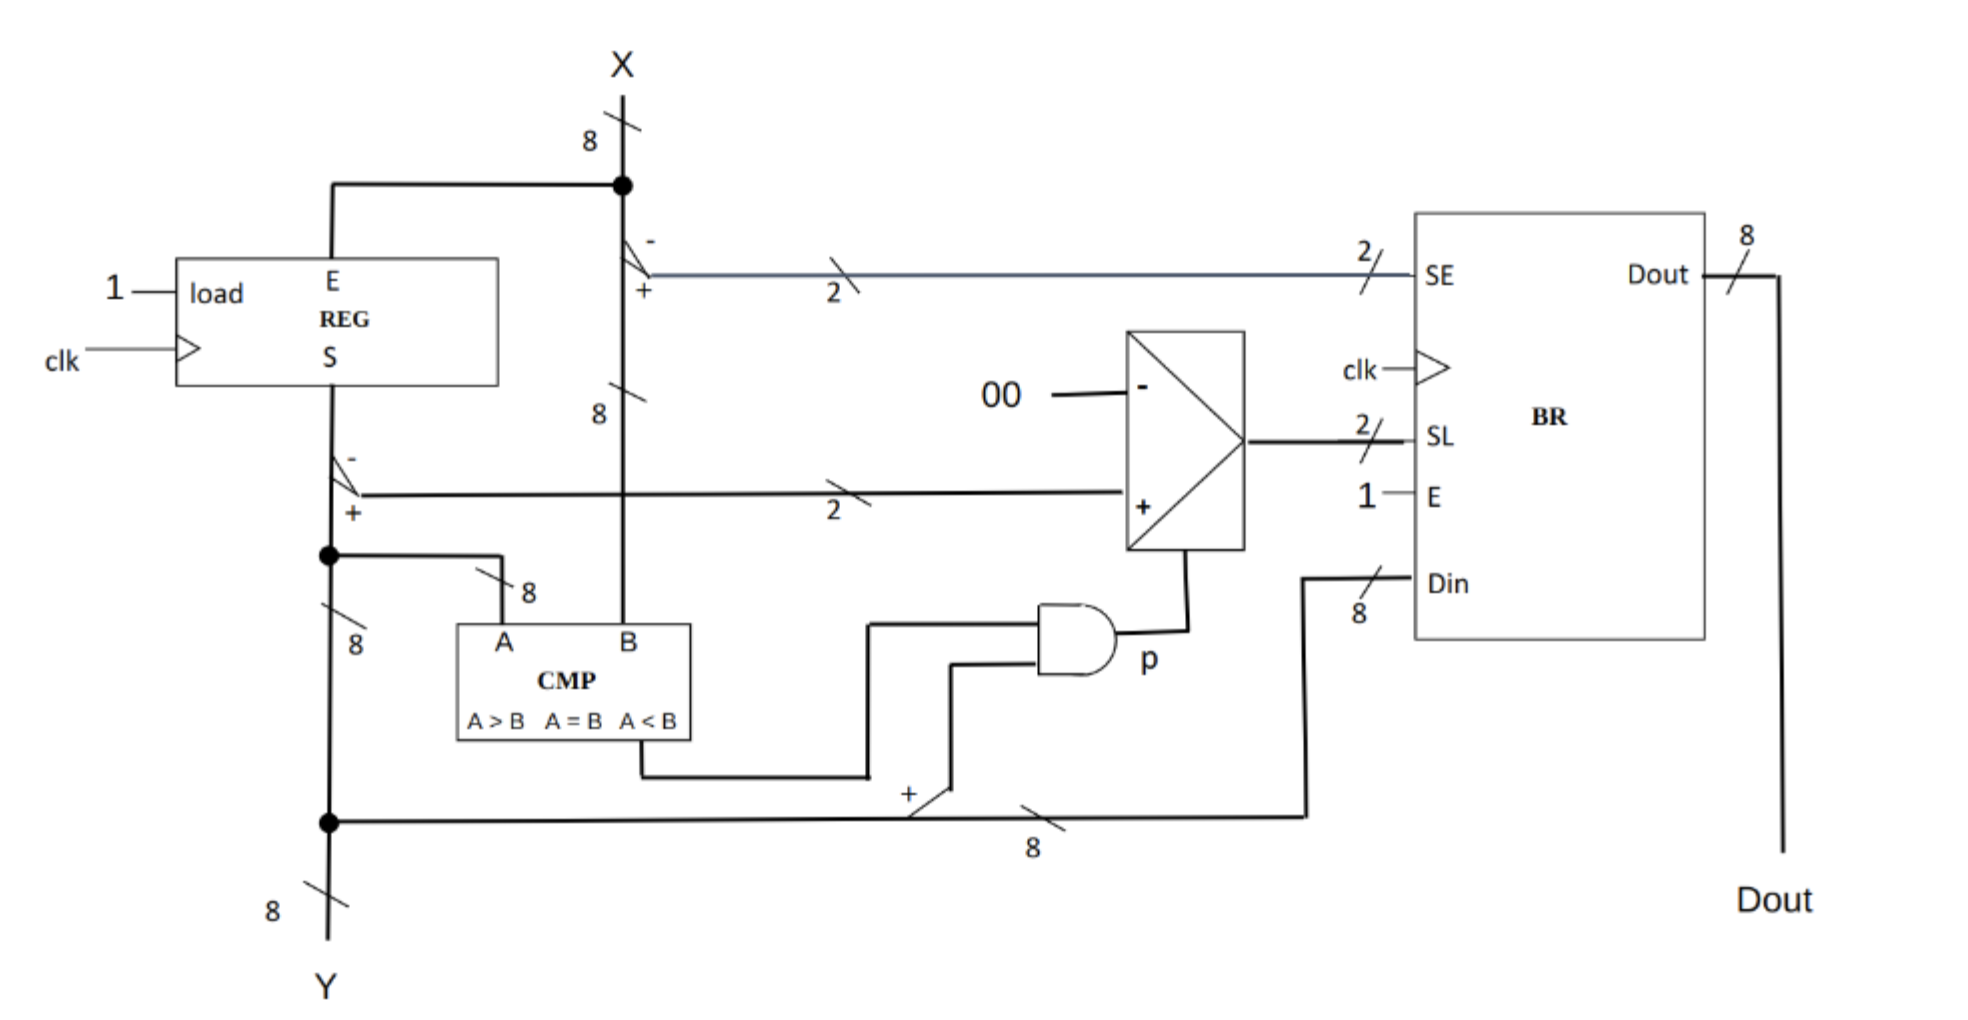 X
8
-
+
2
2
SE
Dout
8
1
load
E
REG
S
clk
00
-
+
clk
2
SL
BR
1
E
8
Din
8
-
+
2
8
8
A
B
CMP
A > B
A = B
A < B
p
+
8
8
Y
Dout